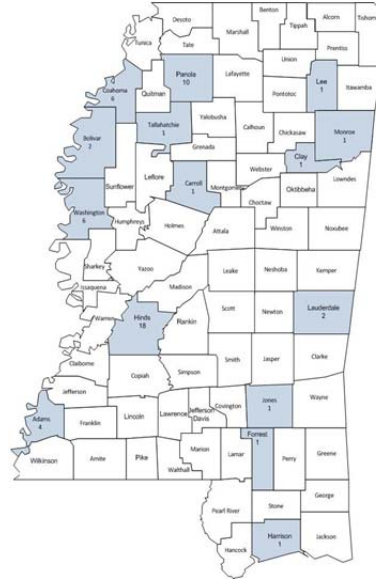 Benton
Alcorn
Desoto
Tippah
Marshall
Prentiss
Tunica
Tate
Union
Panola
10
Lafayette
Lee
1
Coahoma
6
Quitman
Pontotoc
Itawamba
Tallahatchie
1
Yalobusha
Bolivar
2
Calhoun
Chickasaw
Monroe
1
Grenada
Clay
1
Sunflower
Leflore
Carroll
1
Montgomery
Webster
Oktibbeha
Lowndes
Choctaw
Washington
6
Humphreys
Holmes
Attala
Winston
Noxubee
Sharkey
Yazoo
Leake
Neshoba
Kemper
Issaquena
Madison
Warren
Hinds
18
Rankin
Scott
Newton
Lauderdale
2
Claiborne
Copiah
Simpson
Smith
Jasper
Clarke
Jefferson
Adams
4
Franklin
Lincoln
Lawrence
Jefferson
Davis
Covington
Jones
1
Wayne
Wilkinson
Amite
Pike
Walthall
Marion
Lamar
Forrest
1
Perry
Greene
Pearl River
Stone
George
Hancock
Harrison
1
Jackson